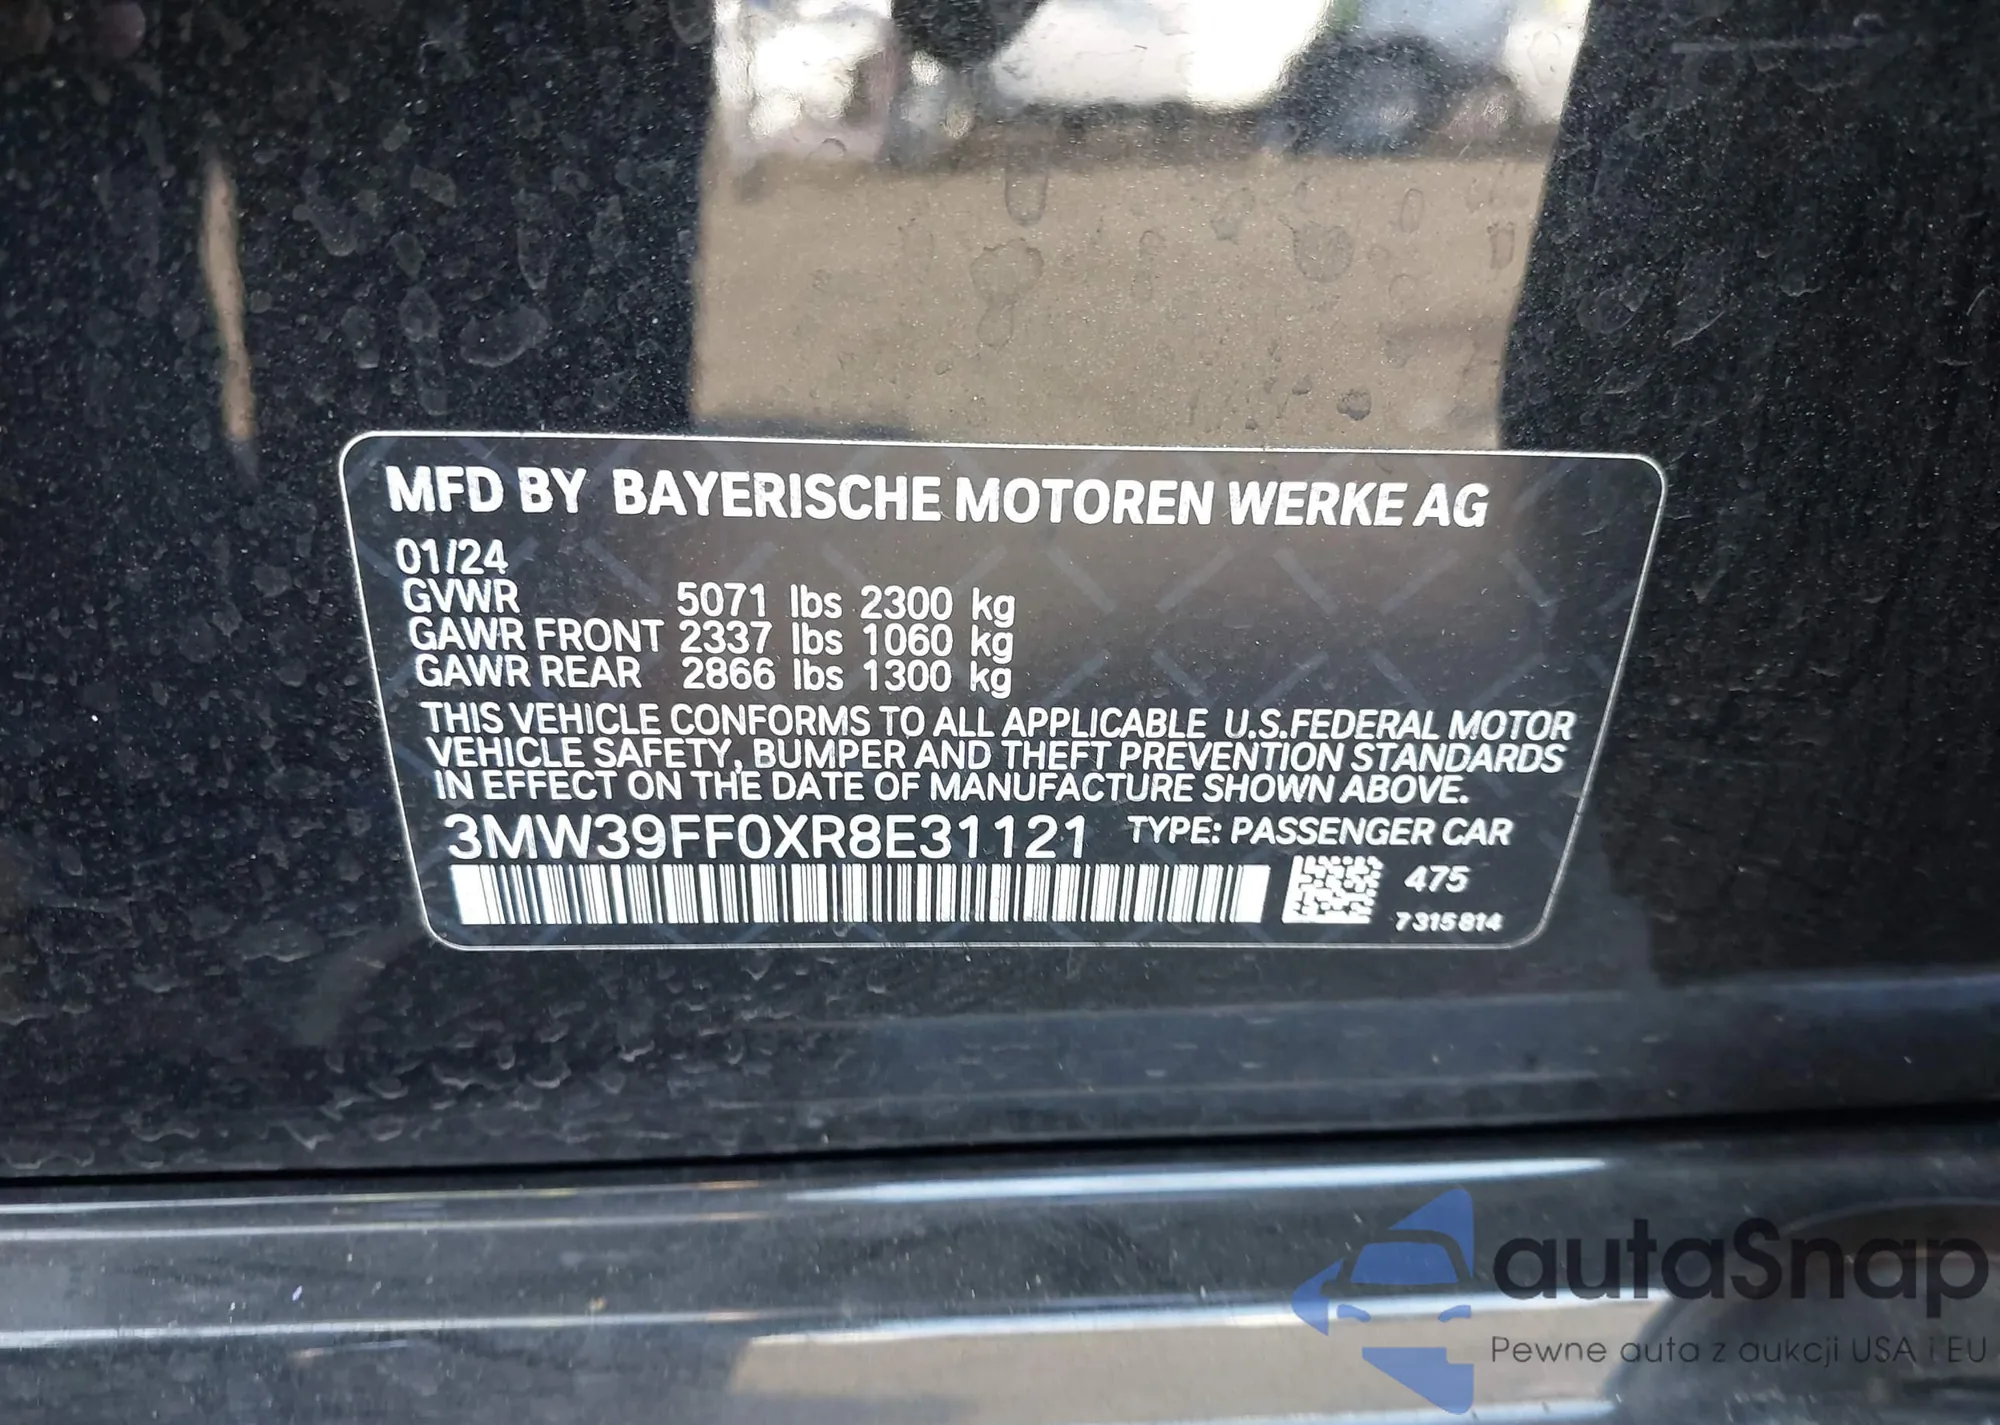 MFD BY BAYERISCHE MOTOREN WERKE AG
01/24
GVWR 5071 lbs 2300 kg
GAWR FRONT 2337 lbs 1060 kg
GAWR REAR 2866 lbs 1300 kg
THIS VEHICLE CONFORMS TO ALL APPLICABLE U.S.FEDERAL MOTOR
VEHICLE SAFETY, BUMPER AND THEFT PREVENTION STANDARDS
IN EFFECT ON THE DATE OF MANUFACTURE SHOWN ABOVE.
3MW39FF0XR8E31121 TYPE: PASSENGER CAR
475
7315814
autaSnap
Pewne auta z aukcji USA i EU